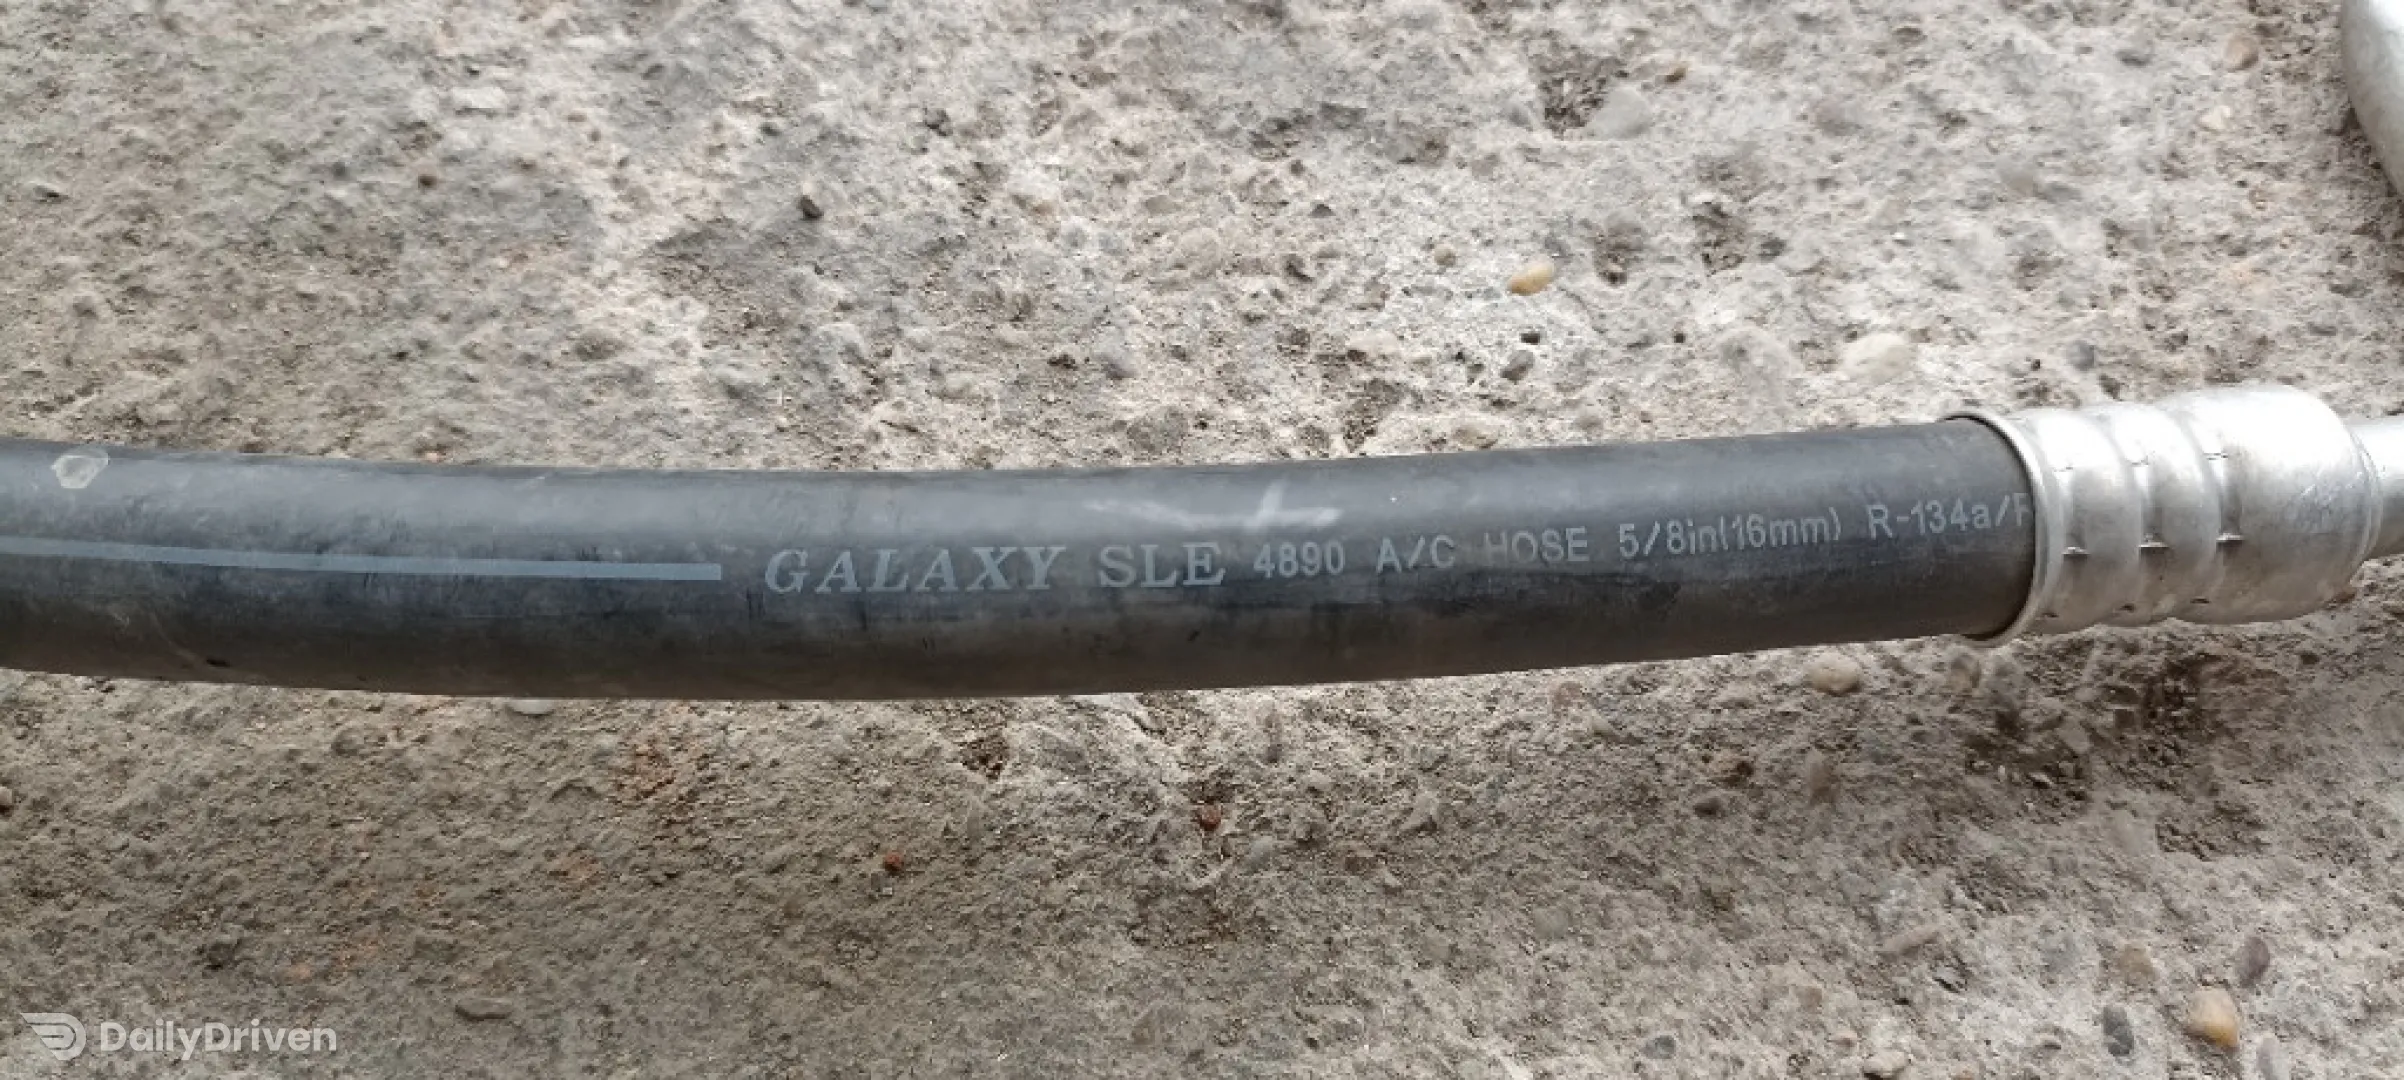 GALAXY SLE 4890 A/C HOSE 5/8in(16mm) R-134a/
DailyDriven